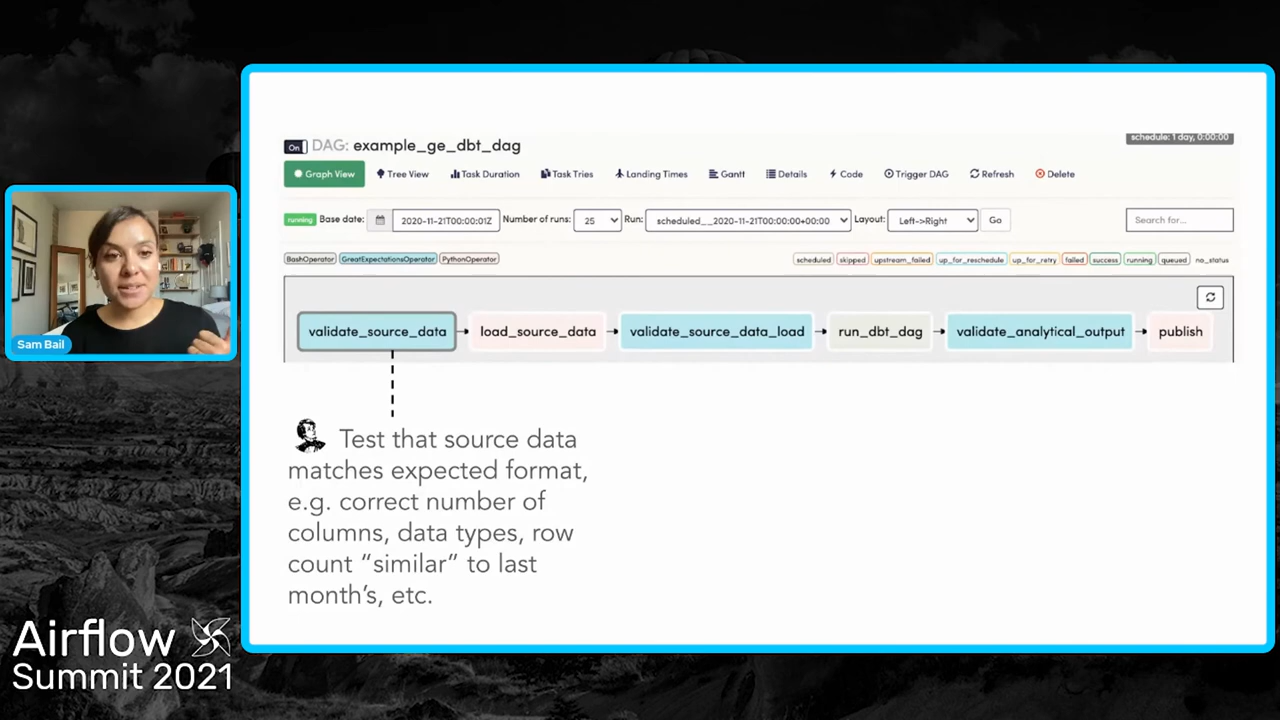 schedule: 1 day, 0:00:00
On DAG: example_ge_dbt_dag
Graph View Tree View Task Duration Task Tries Landing Times Gantt Details Code Trigger DAG Refresh Delete
running Base date: 2020-11-21T00:00:01Z Number of runs: 25 Run: scheduled__2020-11-21T00:00:00+00:00 Layout: Left->Right Go Search for...
BashOperator GreatExpectationsOperator PythonOperator scheduled skipped upstream_failed up_for_reschedule up_for_retry failed success running queued no_status
validate_source_data load_source_data validate_source_data_load run_dbt_dag validate_analytical_output publish
Sam Bail
Test that source data
matches expected format,
e.g. correct number of
columns, data types, row
count “similar” to last
month’s, etc.
Airflow
Summit 2021